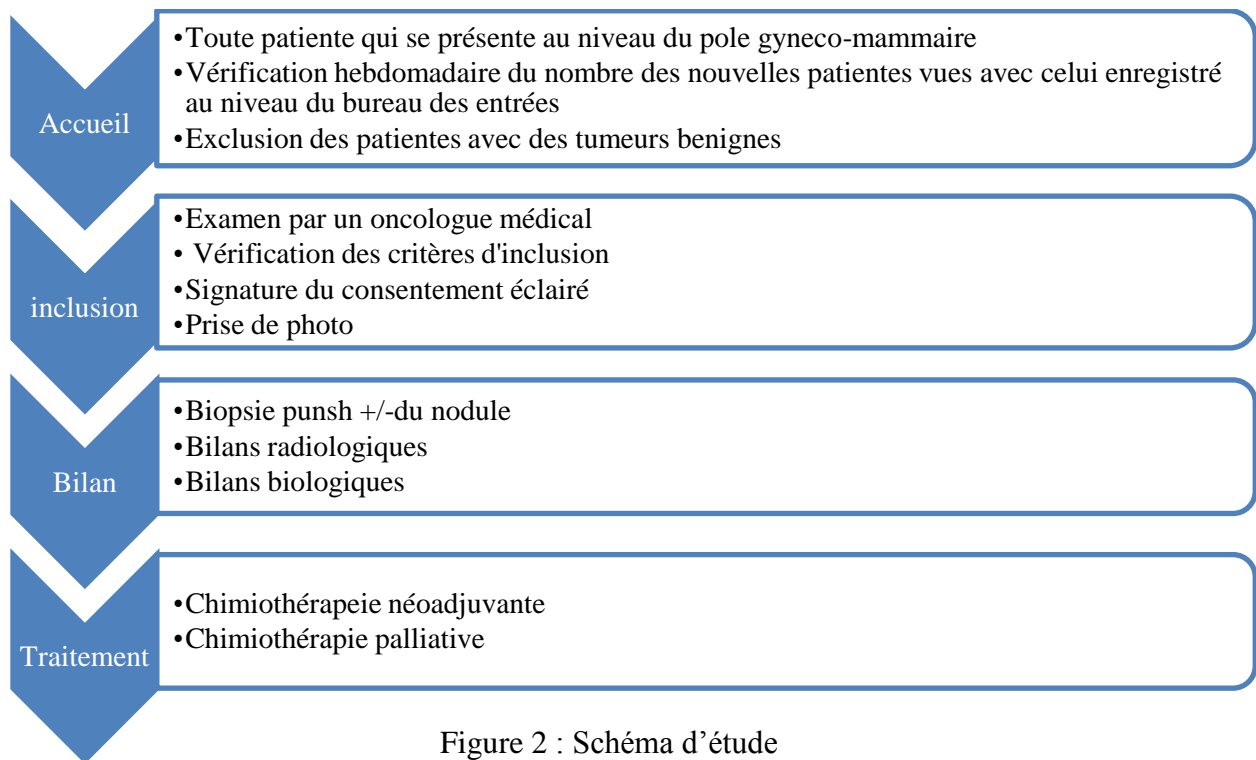 Accueil
•Toute patiente qui se présente au niveau du pole gyneco-mammaire
•Vérification hebdomadaire du nombre des nouvelles patientes vues avec celui enregistré
au niveau du bureau des entrées
•Exclusion des patientes avec des tumeurs benignes
inclusion
•Examen par un oncologue médical
• Vérification des critères d'inclusion
•Signature du consentement éclairé
•Prise de photo
Bilan
•Biopsie punsh +/-du nodule
•Bilans radiologiques
•Bilans biologiques
Traitement
•Chimiothérapeie néoadjuvante
•Chimiothérapie palliative
Figure 2 : Schéma d’étude